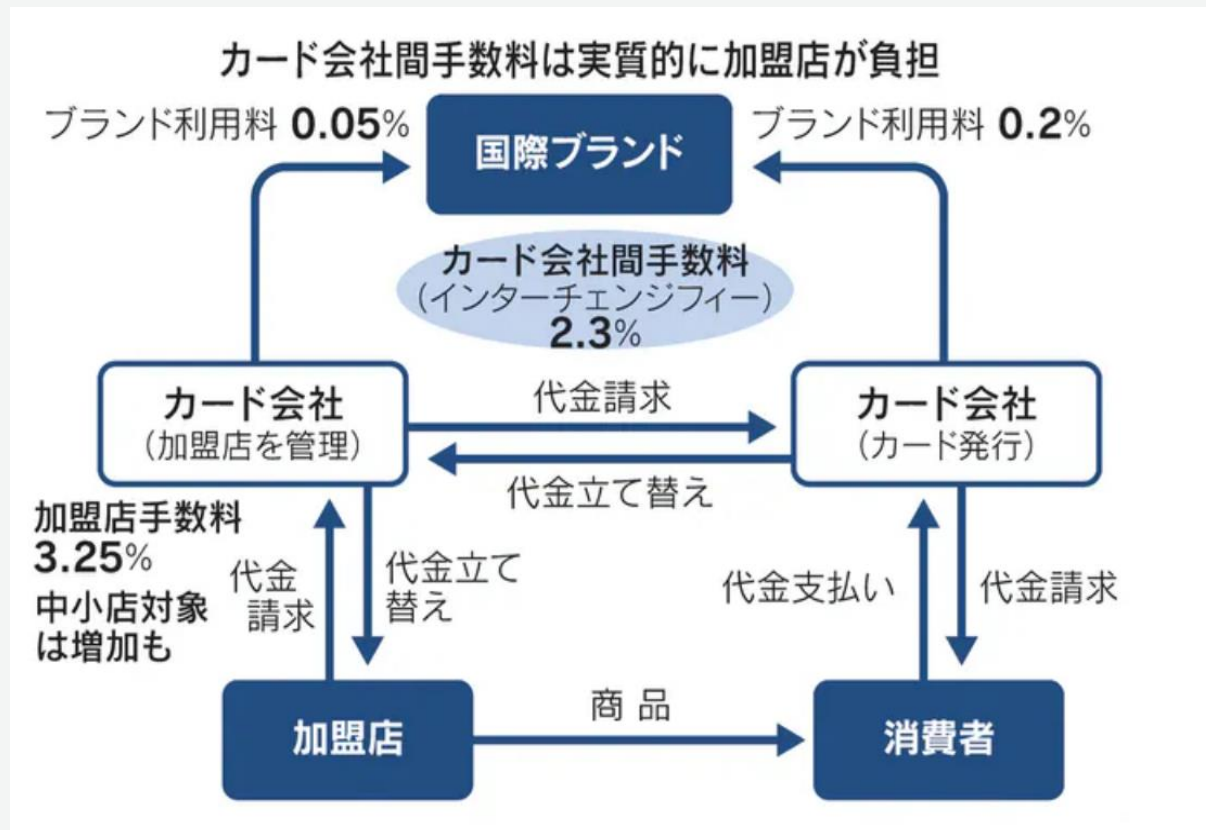 カード会社間手数料は実質的に加盟店が負担
ブランド利用料 0.05%
国際ブランド
ブランド利用料 0.2%
カード会社間手数料
(インターチェンジフィー)
2.3%
カード会社
(加盟店を管理)
代金請求
代金立て替え
カード会社
(カード発行)
加盟店手数料
3.25%
中小店対象
は増加も
代金
請求
代金立て
替え
代金支払い
代金請求
加盟店
商品
消費者